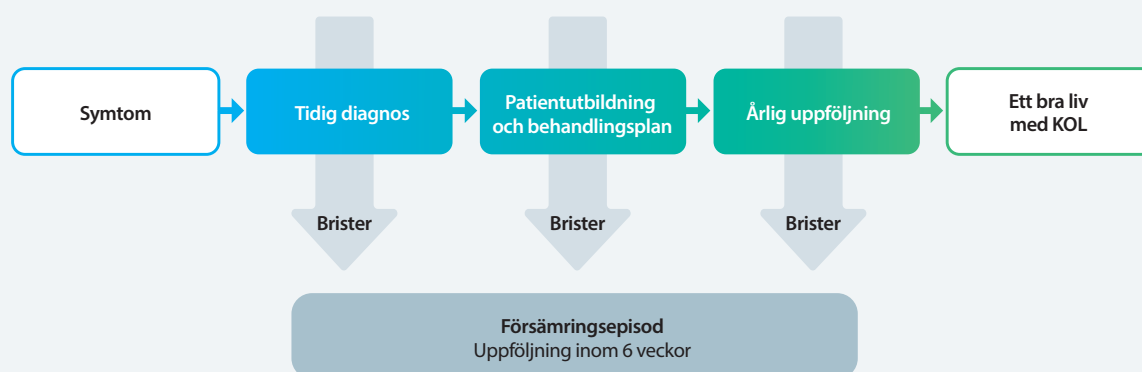 Symtom
Tidig diagnos
Patientutbildning
och behandlingsplan
Årlig uppföljning
Ett bra liv
med KOL
Brister
Brister
Brister
Försämringsepisod
Uppföljning inom 6 veckor